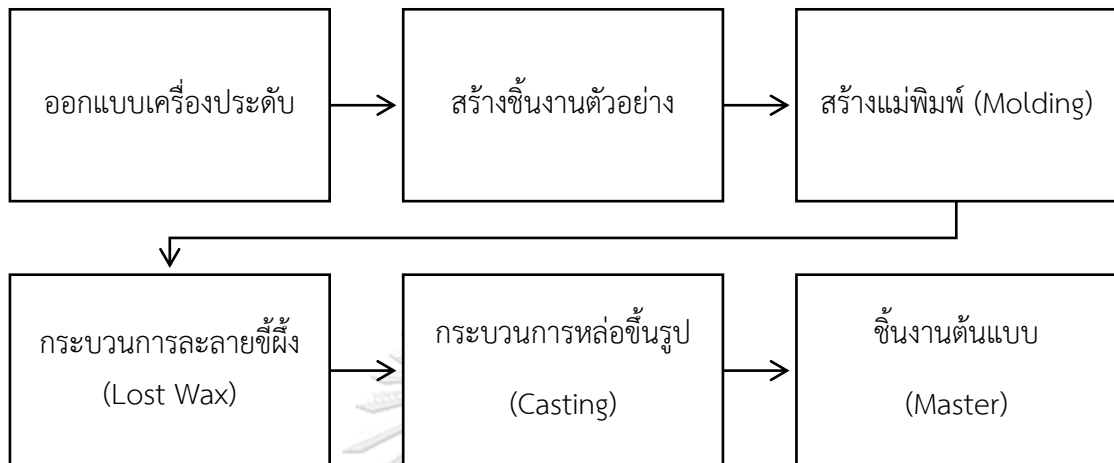 ออกแบบเครื่องประดับ
สร้างชิ้นงานตัวอย่าง
สร้างแม่พิมพ์ (Molding)
กระบวนการละลายขี้ผึ้ง
(Lost Wax)
กระบวนการหล่อขึ้นรูป
(Casting)
ชิ้นงานต้นแบบ
(Master)